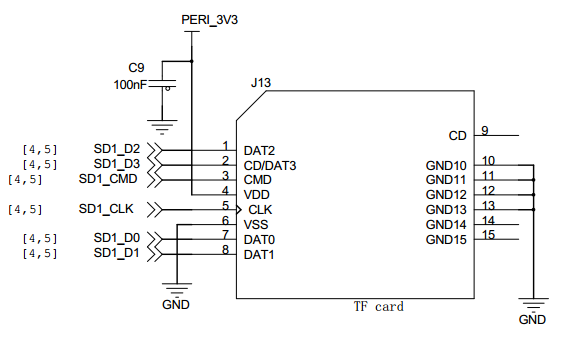 PERI_3V3
C9
100nF
J13
CD 9
[4,5] SD1_D2 1 DAT2
[4,5] SD1_D3 2 CD/DAT3 GND10 10
[4,5] SD1_CMD 3 CMD GND11 11
4 VDD GND12 12
[4,5] SD1_CLK 5 CLK GND13 13
6 VSS GND14 14
[4,5] SD1_D0 7 DAT0 GND15 15
[4,5] SD1_D1 8 DAT1
GND
TF card
GND